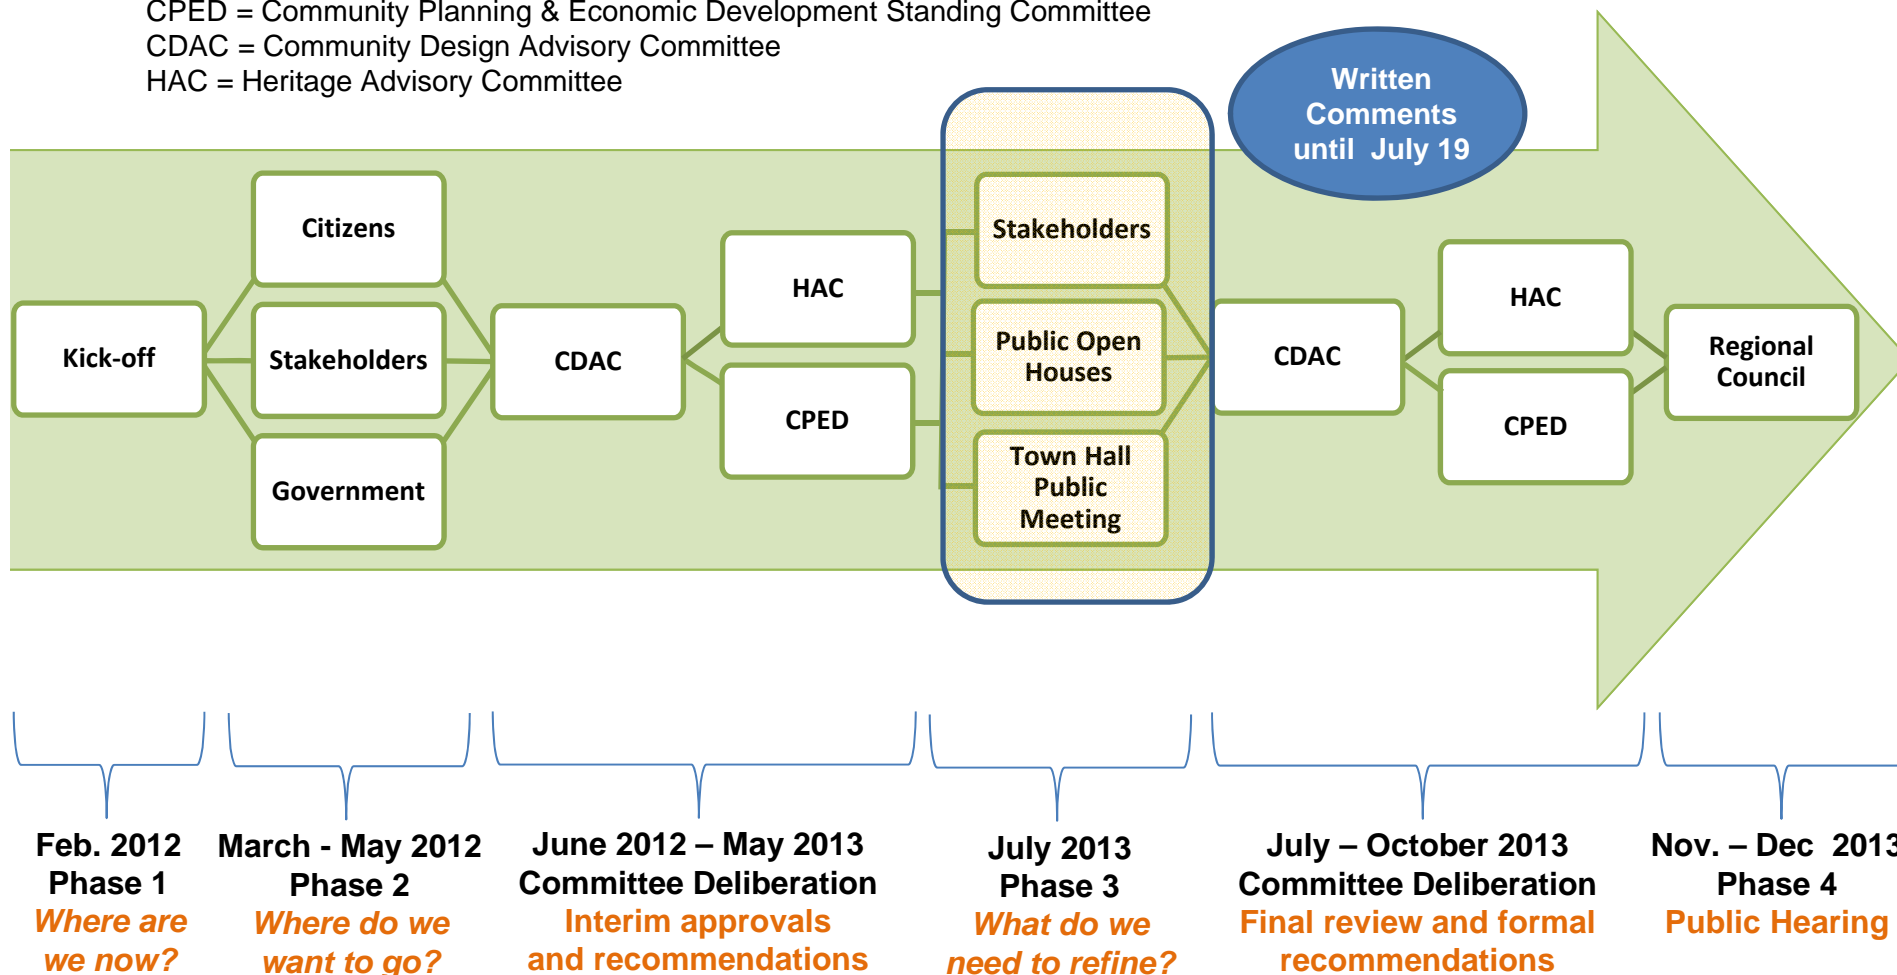 CPED = Community Planning & Economic Development Standing Committee
CDAC = Community Design Advisory Committee
HAC = Heritage Advisory Committee
Written
Comments
until July 19
Kick-off
Citizens
Stakeholders
Government
CDAC
HAC
CPED
Stakeholders
Public Open
Houses
Town Hall
Public
Meeting
CDAC
HAC
CPED
Regional
Council
Feb. 2012
Phase 1
Where are
we now?
March - May 2012
Phase 2
Where do we
want to go?
June 2012 – May 2013
Committee Deliberation
Interim approvals
and recommendations
July 2013
Phase 3
What do we
need to refine?
July – October 2013
Committee Deliberation
Final review and formal
recommendations
Nov. – Dec 2013
Phase 4
Public Hearing